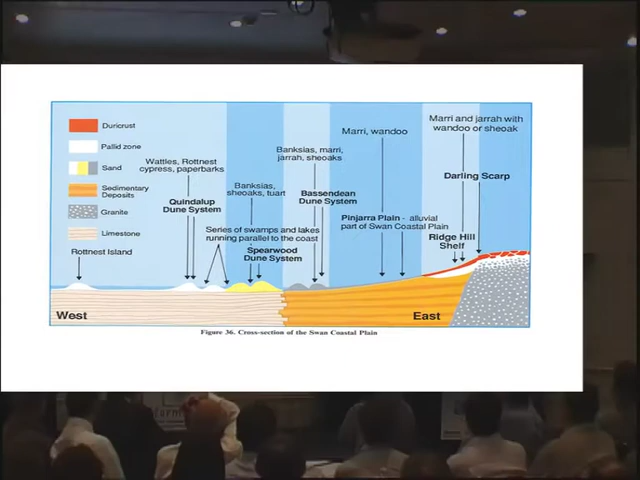 Duricrust
Pallid zone
Sand
Sedimentary
Deposits
Granite
Limestone
Rottnest Island
Wattles, Rottnest
cypress, paperbarks
Quindalup
Dune System
Banksias,
sheoaks, tuart
Series of swamps and lakes
running parallel to the coast
Spearwood
Dune System
Banksias, marri,
jarrah, sheoaks
Bassendean
Dune System
Marri, wandoo
Pinjarra Plain - alluvial
part of Swan Coastal Plain
Marri and jarrah with
wandoo or sheoak
Darling Scarp
Ridge Hill
Shelf
West
East
Figure 36. Cross-section of the Swan Coastal Plain